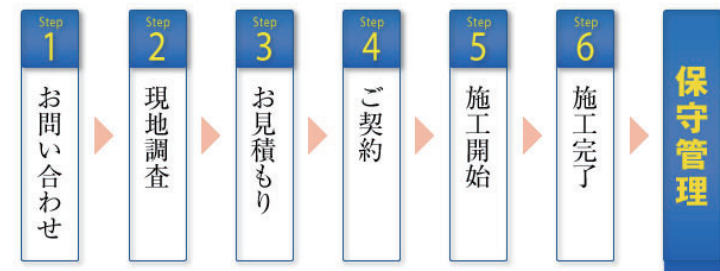 Step
1
お問い合わせ
Step
2
現地調査
Step
3
お見積もり
Step
4
ご契約
Step
5
施工開始
Step
6
施工完了
保守管理